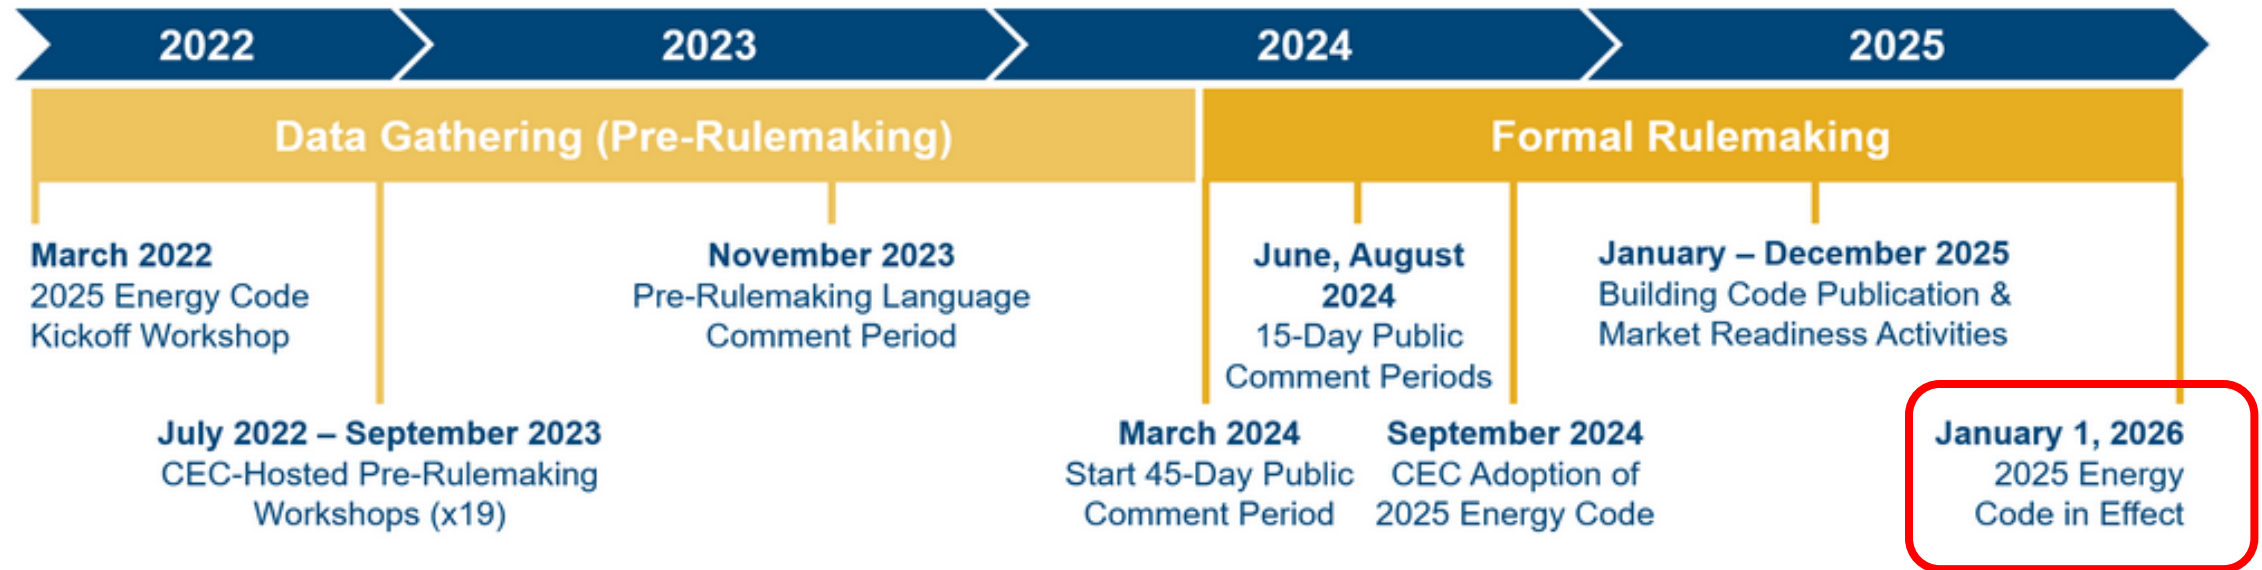 2022
2023
2024
2025
Data Gathering (Pre-Rulemaking)
Formal Rulemaking
March 2022
2025 Energy Code
Kickoff Workshop
July 2022 – September 2023
CEC-Hosted Pre-Rulemaking
Workshops (x19)
November 2023
Pre-Rulemaking Language
Comment Period
March 2024
Start 45-Day Public
Comment Period
June, August
2024
15-Day Public
Comment Periods
September 2024
CEC Adoption of
2025 Energy Code
January – December 2025
Building Code Publication &
Market Readiness Activities
January 1, 2026
2025 Energy
Code in Effect